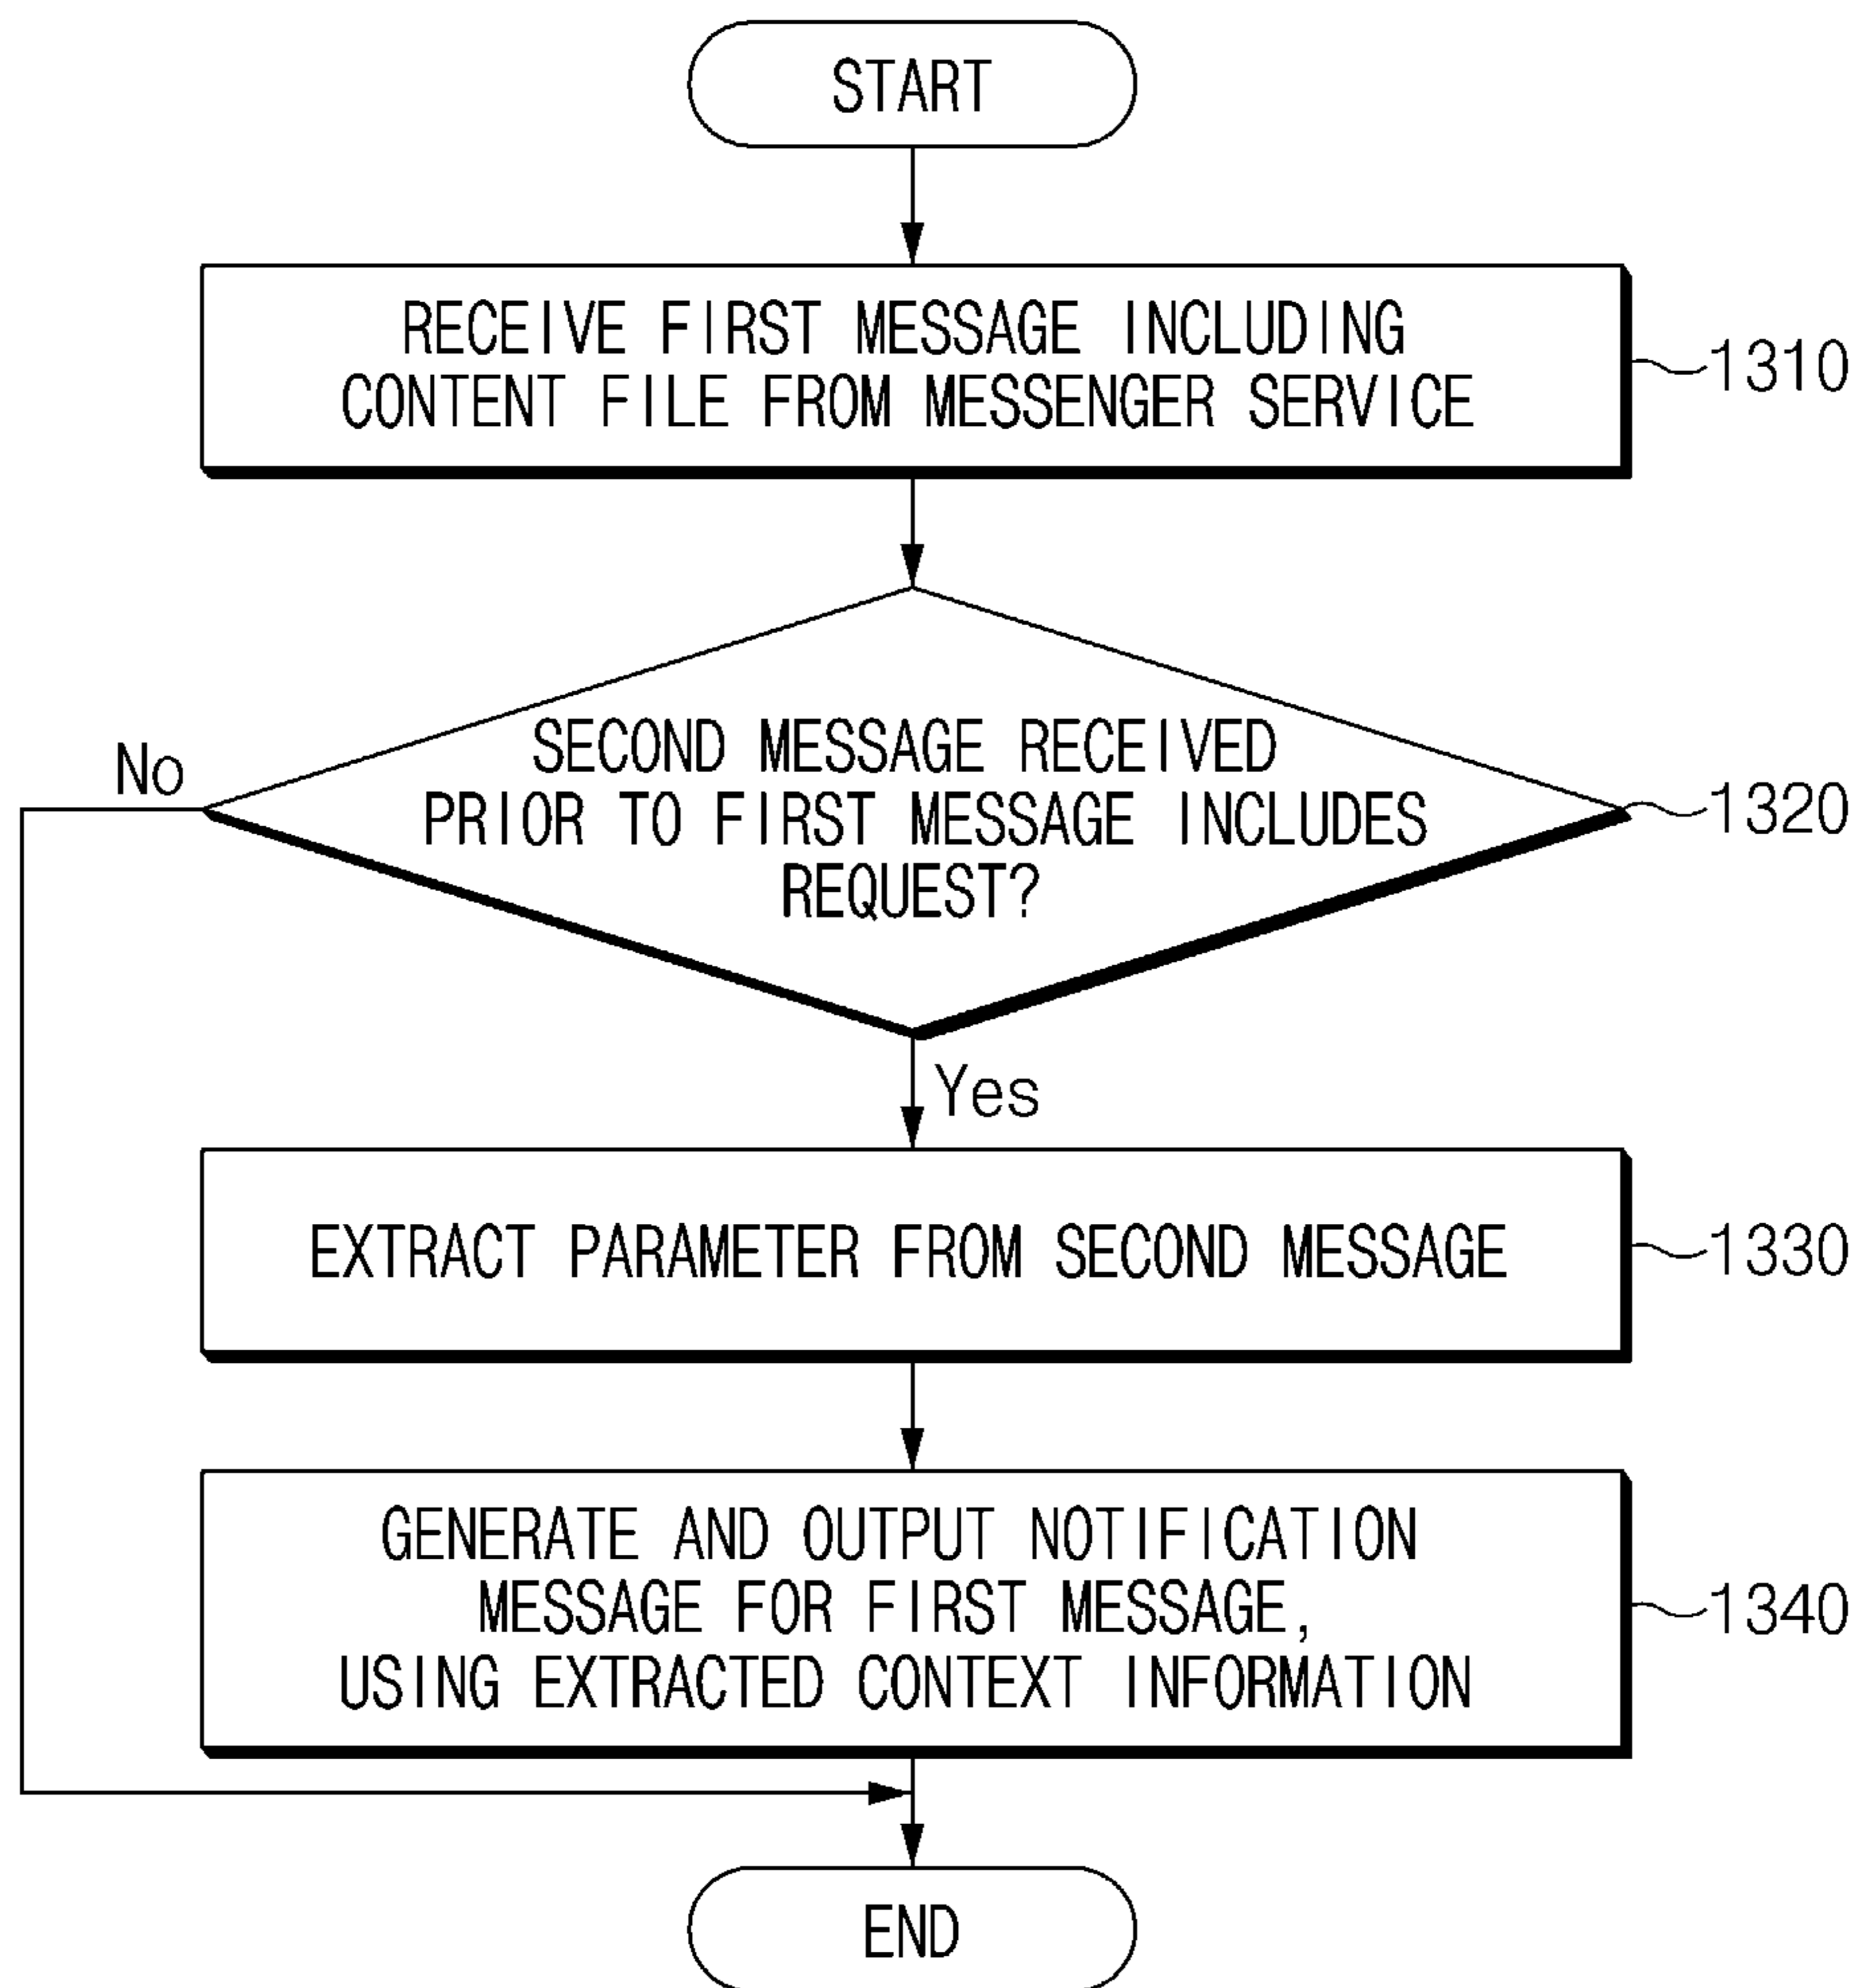 START
RECEIVE FIRST MESSAGE INCLUDING
CONTENT FILE FROM MESSENGER SERVICE
1310
SECOND MESSAGE RECEIVED
PRIOR TO FIRST MESSAGE INCLUDES
REQUEST?
1320
No
Yes
EXTRACT PARAMETER FROM SECOND MESSAGE
1330
GENERATE AND OUTPUT NOTIFICATION
MESSAGE FOR FIRST MESSAGE,
USING EXTRACTED CONTEXT INFORMATION
1340
END